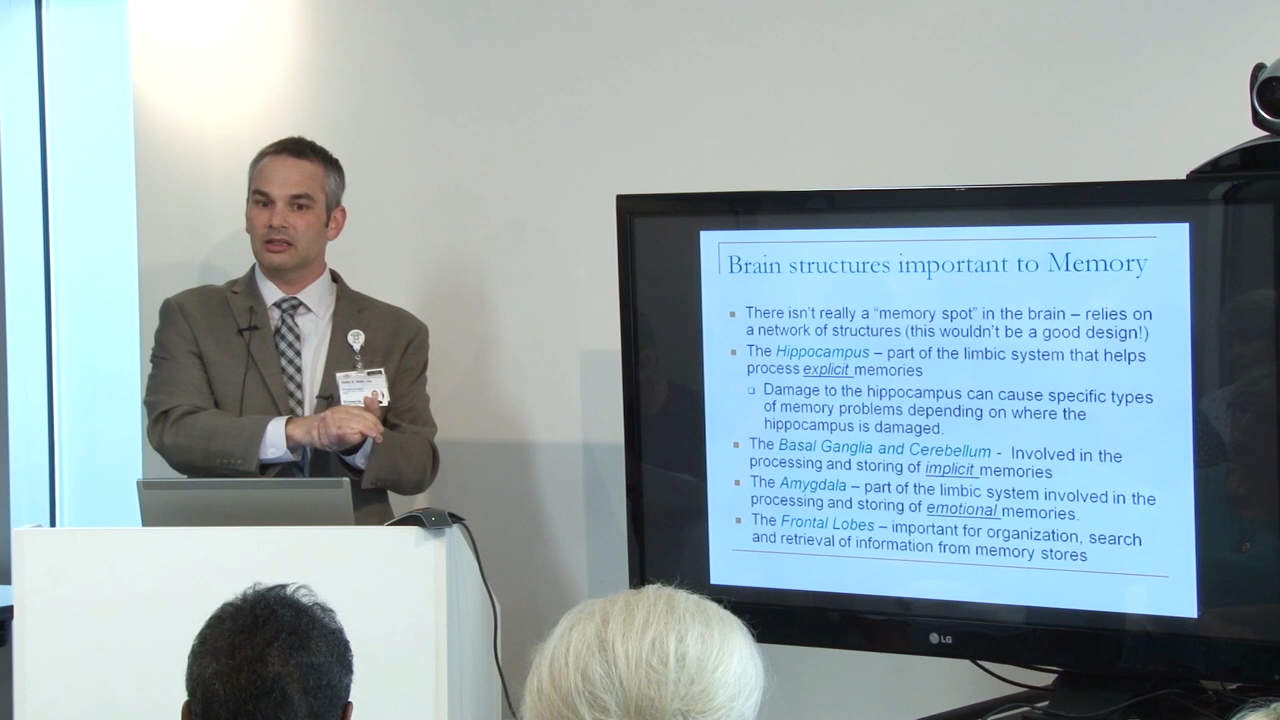 Brain structures important to Memory
There isn't really a "memory spot" in the brain – relies on
a network of structures (this wouldn't be a good design!)
The Hippocampus – part of the limbic system that helps
process explicit memories
Damage to the hippocampus can cause specific types
of memory problems depending on where the
hippocampus is damaged.
The Basal Ganglia and Cerebellum - Involved in the
processing and storing of implicit memories
The Amygdala – part of the limbic system involved in the
processing and storing of emotional memories.
The Frontal Lobes – important for organization, search
and retrieval of information from memory stores
LG